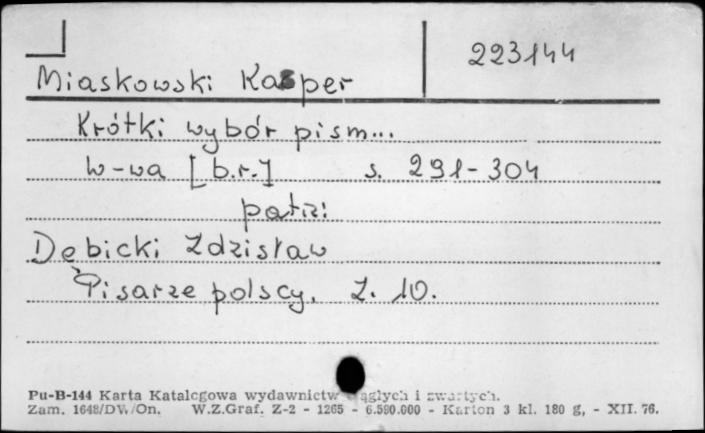 223144
Miaskowski Kasper
Krótki wybór pism...
W-wa [b.r.] s. 291-304
patrz:
Dębicki Zdzisław
Pisarze polscy. Z. 10.
Pu-B-144 Karta Katalogowa wydawnictw ciągłych i zwartych.
Zam. 1648/DW/On. W.Z.Graf. Z-2 - 1265 - 6.590.000 - Karton 3 kl. 180 g, - XII. 76.